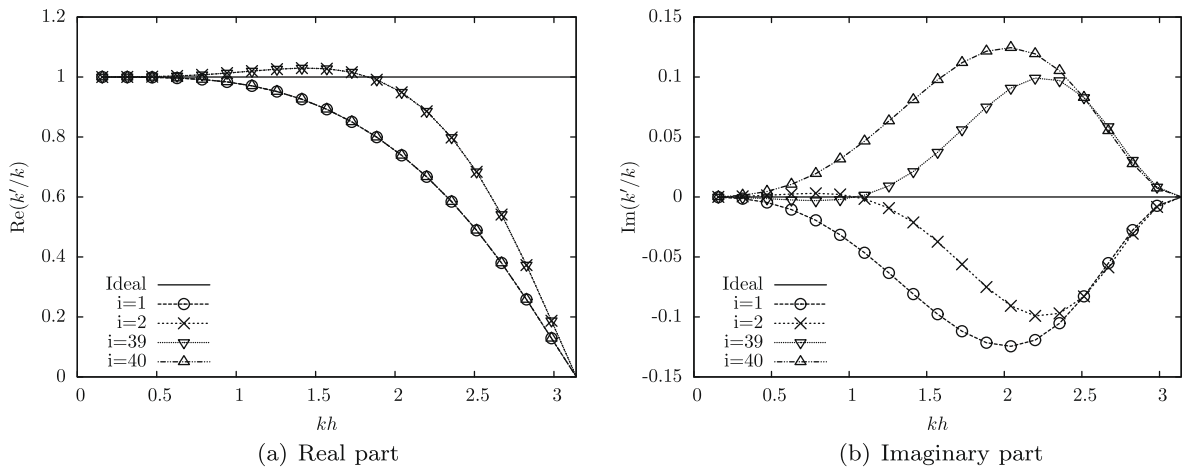 1.2
1
0.8
0.6
0.4
0.2
0
Re(k′/k)
Ideal
i=1
i=2
i=39
i=40
0 0.5 1 1.5 2 2.5 3
kh
(a) Real part
0.15
0.1
0.05
0
-0.05
-0.1
-0.15
Im(k′/k)
Ideal
i=1
i=2
i=39
i=40
0 0.5 1 1.5 2 2.5 3
kh
(b) Imaginary part